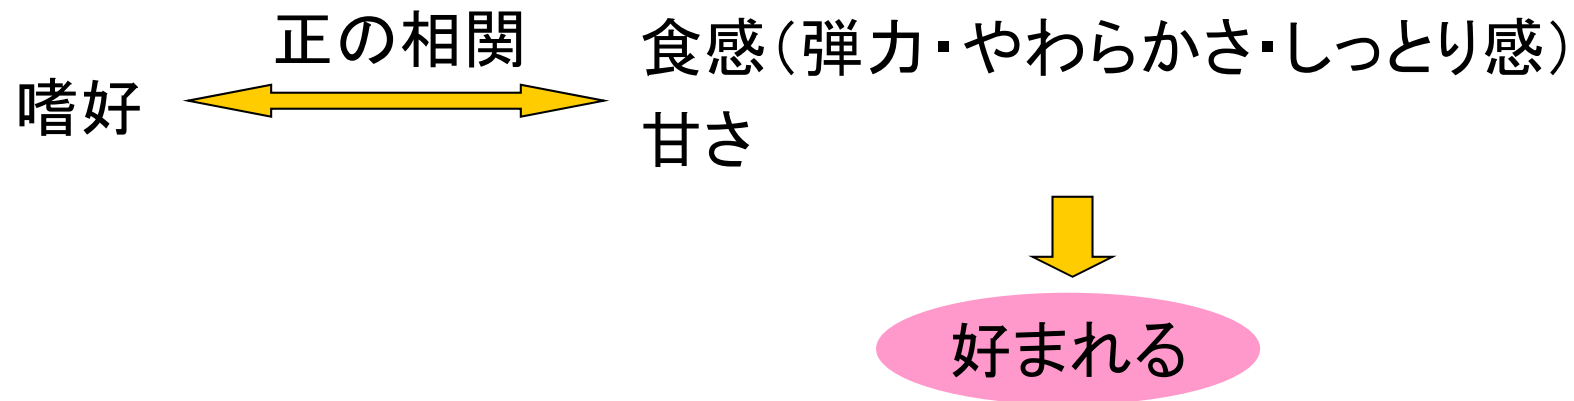 正の相関
嗜好
食感（弾力・やわらかさ・しっとり感）
甘さ
好まれる